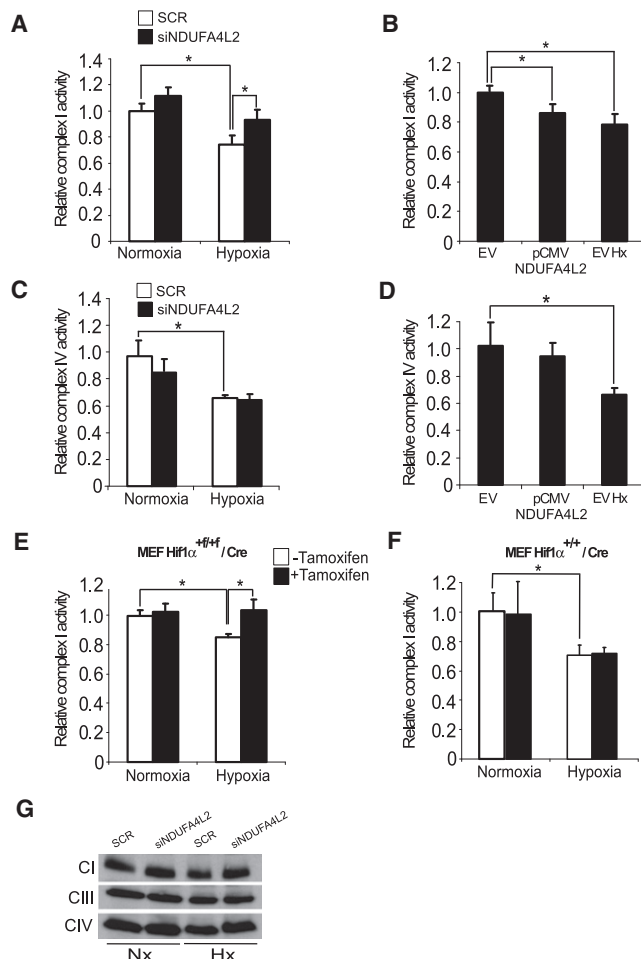 A
SCR
siNDUFA4L2
Relative complex I activity
1.4
1.2
1.0
0.8
0.6
0.4
0.2
0
*
*
Normoxia
Hypoxia
B
Relative complex I activity
1.2
1.0
0.8
0.6
0.4
0.2
0
*
*
EV
pCMV
EV Hx
NDUFA4L2
C
SCR
siNDUFA4L2
Relative complex IV activity
1.4
1.2
1.0
0.8
0.6
0.4
0.2
0
*
Normoxia
Hypoxia
D
Relative complex IV activity
1.4
1.2
1.0
0.8
0.6
0.4
0.2
0
*
EV
pCMV
EV Hx
NDUFA4L2
E
MEF Hif1α +f/+f / Cre
-Tamoxifen
+Tamoxifen
Relative complex I activity
1.2
1.0
0.8
0.6
0.4
0.2
0
*
*
Normoxia
Hypoxia
F
MEF Hif1α +/+ / Cre
Relative complex I activity
1.4
1.2
1.0
0.8
0.6
0.4
0.2
0
*
Normoxia
Hypoxia
G
SCR
siNDUFA4L2
SCR
siNDUFA4L2
CI
CIII
CIV
Nx
Hx